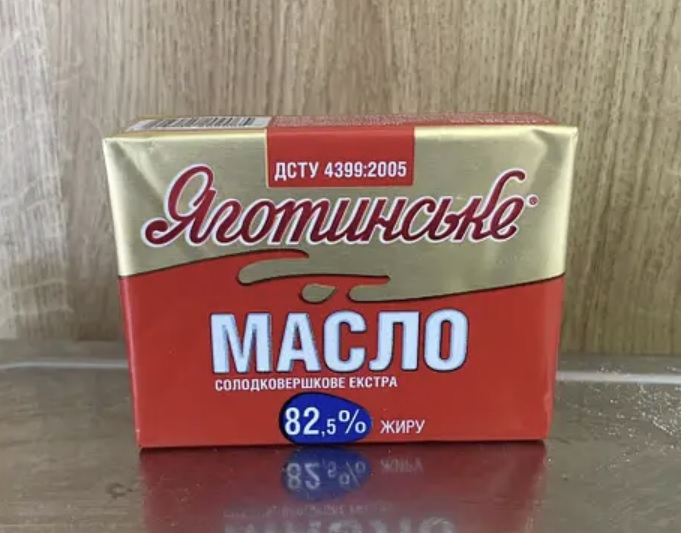 ДСТУ 4399:2005
Яготинське®
МАСЛО
СОЛОДКОВЕРШКОВЕ ЕКСТРА
82,5% ЖИРУ